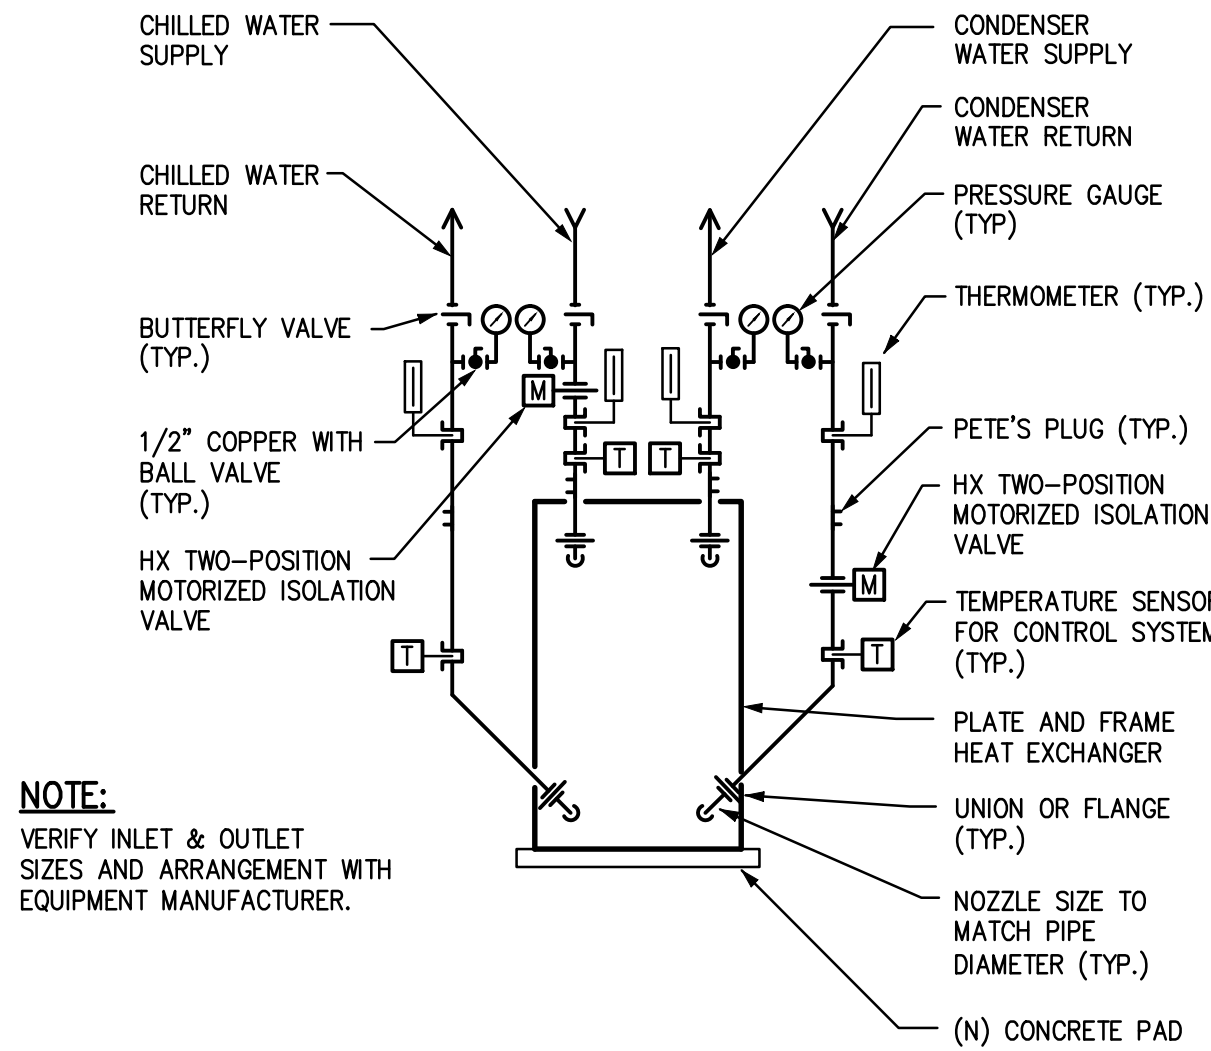 CHILLED WATER
SUPPLY
CHILLED WATER
RETURN
BUTTERFLY VALVE
(TYP.)
1/2" COPPER WITH
BALL VALVE
(TYP.)
HX TWO-POSITION
MOTORIZED ISOLATION
VALVE
NOTE:
VERIFY INLET & OUTLET
SIZES AND ARRANGEMENT WITH
EQUIPMENT MANUFACTURER.
M
T
T
T
M
T
CONDENSER
WATER SUPPLY
CONDENSER
WATER RETURN
PRESSURE GAUGE
(TYP)
THERMOMETER (TYP.)
PETE'S PLUG (TYP.)
HX TWO-POSITION
MOTORIZED ISOLATION
VALVE
TEMPERATURE SENSOR
FOR CONTROL SYSTEM
(TYP.)
PLATE AND FRAME
HEAT EXCHANGER
UNION OR FLANGE
(TYP.)
NOZZLE SIZE TO
MATCH PIPE
DIAMETER (TYP.)
(N) CONCRETE PAD